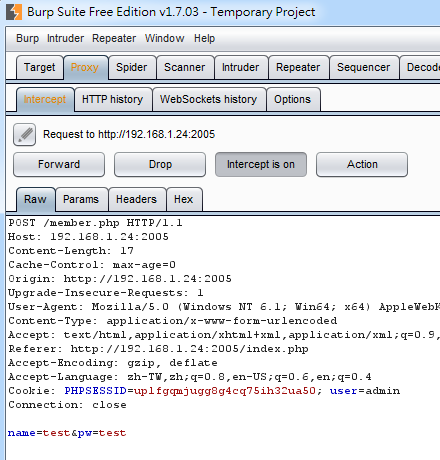 Burp Suite Free Edition v1.7.03 - Temporary Project
Burp Intruder Repeater Window Help
Target Proxy Spider Scanner Intruder Repeater Sequencer Decod
Intercept HTTP history WebSockets history Options
Request to http://192.168.1.24:2005
Forward Drop Intercept is on Action
Raw Params Headers Hex
POST /member.php HTTP/1.1
Host: 192.168.1.24:2005
Content-Length: 17
Cache-Control: max-age=0
Origin: http://192.168.1.24:2005
Upgrade-Insecure-Requests: 1
User-Agent: Mozilla/5.0 (Windows NT 6.1; Win64; x64) AppleWebK
Content-Type: application/x-www-form-urlencoded
Accept: text/html,application/xhtml+xml,application/xml;q=0.9,
Referer: http://192.168.1.24:2005/index.php
Accept-Encoding: gzip, deflate
Accept-Language: zh-TW,zh;q=0.8,en-US;q=0.6,en;q=0.4
Cookie: PHPSESSID=uplfgqmjugg8g4cq75ih32ua50; user=admin
Connection: close
name=test&pw=test